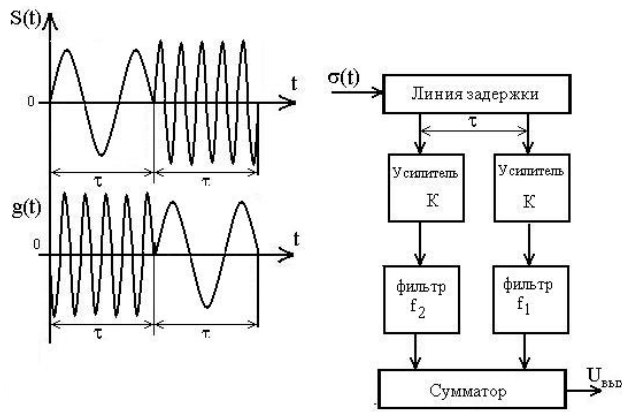 S(t)
0
t
τ
τ
g(t)
0
t
τ
τ
σ(t)
Линия задержки
τ
Усилитель
К
Усилитель
К
фильтр
f₂
фильтр
f₁
Сумматор
Uвых